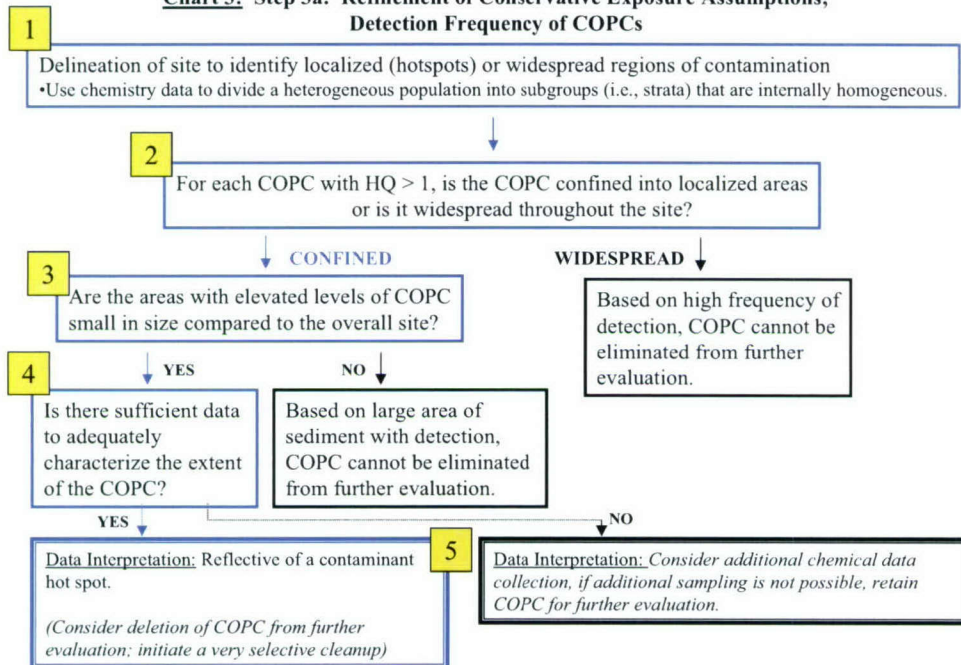 Chart 3: Step 3a: Refinement of Conservative Exposure Assumptions,
Detection Frequency of COPCs
1
Delineation of site to identify localized (hotspots) or widespread regions of contamination
•Use chemistry data to divide a heterogeneous population into subgroups (i.e., strata) that are internally homogeneous.
2
For each COPC with HQ > 1, is the COPC confined into localized areas
or is it widespread throughout the site?
CONFINED
WIDESPREAD
3
Are the areas with elevated levels of COPC
small in size compared to the overall site?
Based on high frequency of
detection, COPC cannot be
eliminated from further
evaluation.
YES
NO
4
Is there sufficient data
to adequately
characterize the extent
of the COPC?
Based on large area of
sediment with detection,
COPC cannot be eliminated
from further evaluation.
YES
NO
5
Data Interpretation: Reflective of a contaminant
hot spot.
(Consider deletion of COPC from further
evaluation; initiate a very selective cleanup)
Data Interpretation: Consider additional chemical data
collection, if additional sampling is not possible, retain
COPC for further evaluation.